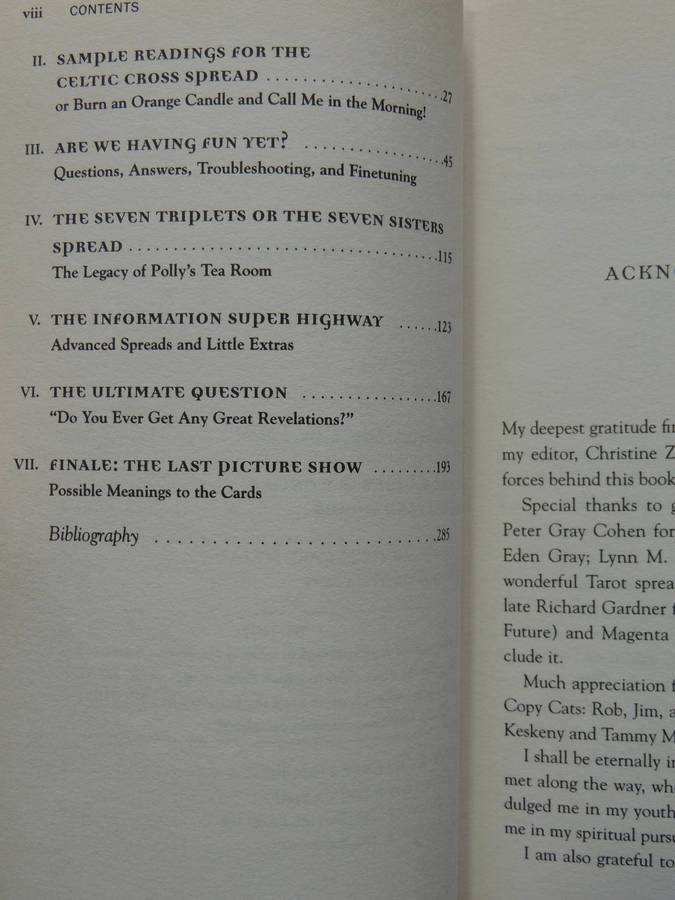 viii CONTENTS
II. SAMPLE READINGS FOR THE
CELTIC CROSS SPREAD . . . . . . . . . . . . . . . . . . . . . 27
or Burn an Orange Candle and Call Me in the Morning!
III. ARE WE HAVING FUN YET? . . . . . . . . . . . . . . . . . 45
Questions, Answers, Troubleshooting, and Finetuning
IV. THE SEVEN TRIPLETS OR THE SEVEN SISTERS
SPREAD . . . . . . . . . . . . . . . . . . . . . . . . . . . . . . . . . . . . 115
The Legacy of Polly's Tea Room
V. THE INFORMATION SUPER HIGHWAY . . . . . . 123
Advanced Spreads and Little Extras
VI. THE ULTIMATE QUESTION . . . . . . . . . . . . . . . . . 167
"Do You Ever Get Any Great Revelations?"
VII. FINALE: THE LAST PICTURE SHOW . . . . . . . . . 193
Possible Meanings to the Cards
Bibliography . . . . . . . . . . . . . . . . . . . . . . . . . . . . 285
ACKN
My deepest gratitude
my editor, Christine Z
forces behind this book
Special thanks to
Peter Gray Cohen for
Eden Gray; Lynn M.
wonderful Tarot sprea
late Richard Gardner
Future) and Magenta
clude it.
Much appreciation
Copy Cats: Rob, Jim,
Keskeny and Tammy M
I shall be eternally
met along the way,
dulged me in my youth
me in my spiritual
I am also grateful to